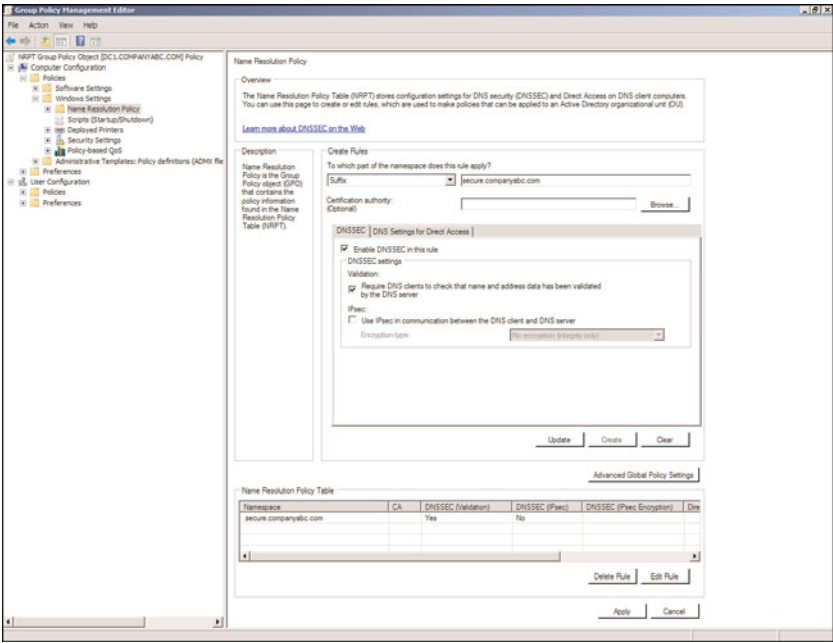 Group Policy Management Editor
File Action View Help
NRPT Group Policy Object [DC1.COMPANYABC.COM] Policy
Computer Configuration
Policies
Software Settings
Windows Settings
Name Resolution Policy
Scripts (Startup/Shutdown)
Deployed Printers
Security Settings
Policy-based QoS
Administrative Templates: Policy definitions (ADMX file
Preferences
User Configuration
Policies
Preferences
Name Resolution Policy
Overview
The Name Resolution Policy Table (NRPT) stores configuration settings for DNS security (DNSSEC) and Direct Access on DNS client computers.
You can use this page to create or edit rules, which are used to make policies that can be applied to an Active Directory organizational unit (OU).
Learn more about DNSSEC on the Web
Description
Name Resolution
Policy is the Group
Policy object (GPO)
that contains the
policy information
found in the Name
Resolution Policy
Table (NRPT).
Create Rules
To which part of the namespace does this rule apply?
Suffix secure.companyabc.com
Certification authority:
(Optional)
Browse...
DNSSEC DNS Settings for Direct Access
Enable DNSSEC in this rule
DNSSEC settings
Validation:
Require DNS clients to check that name and address data has been validated
by the DNS server
IPsec:
Use IPsec in communication between the DNS client and DNS server
Encryption type: No encryption (integrity only)
Update Create Clear
Advanced Global Policy Settings
Name Resolution Policy Table
Namespace CA DNSSEC (Validation) DNSSEC (IPsec) DNSSEC (IPsec Encryption) Dire
secure.companyabc.com Yes No
Delete Rule Edit Rule
Apply Cancel